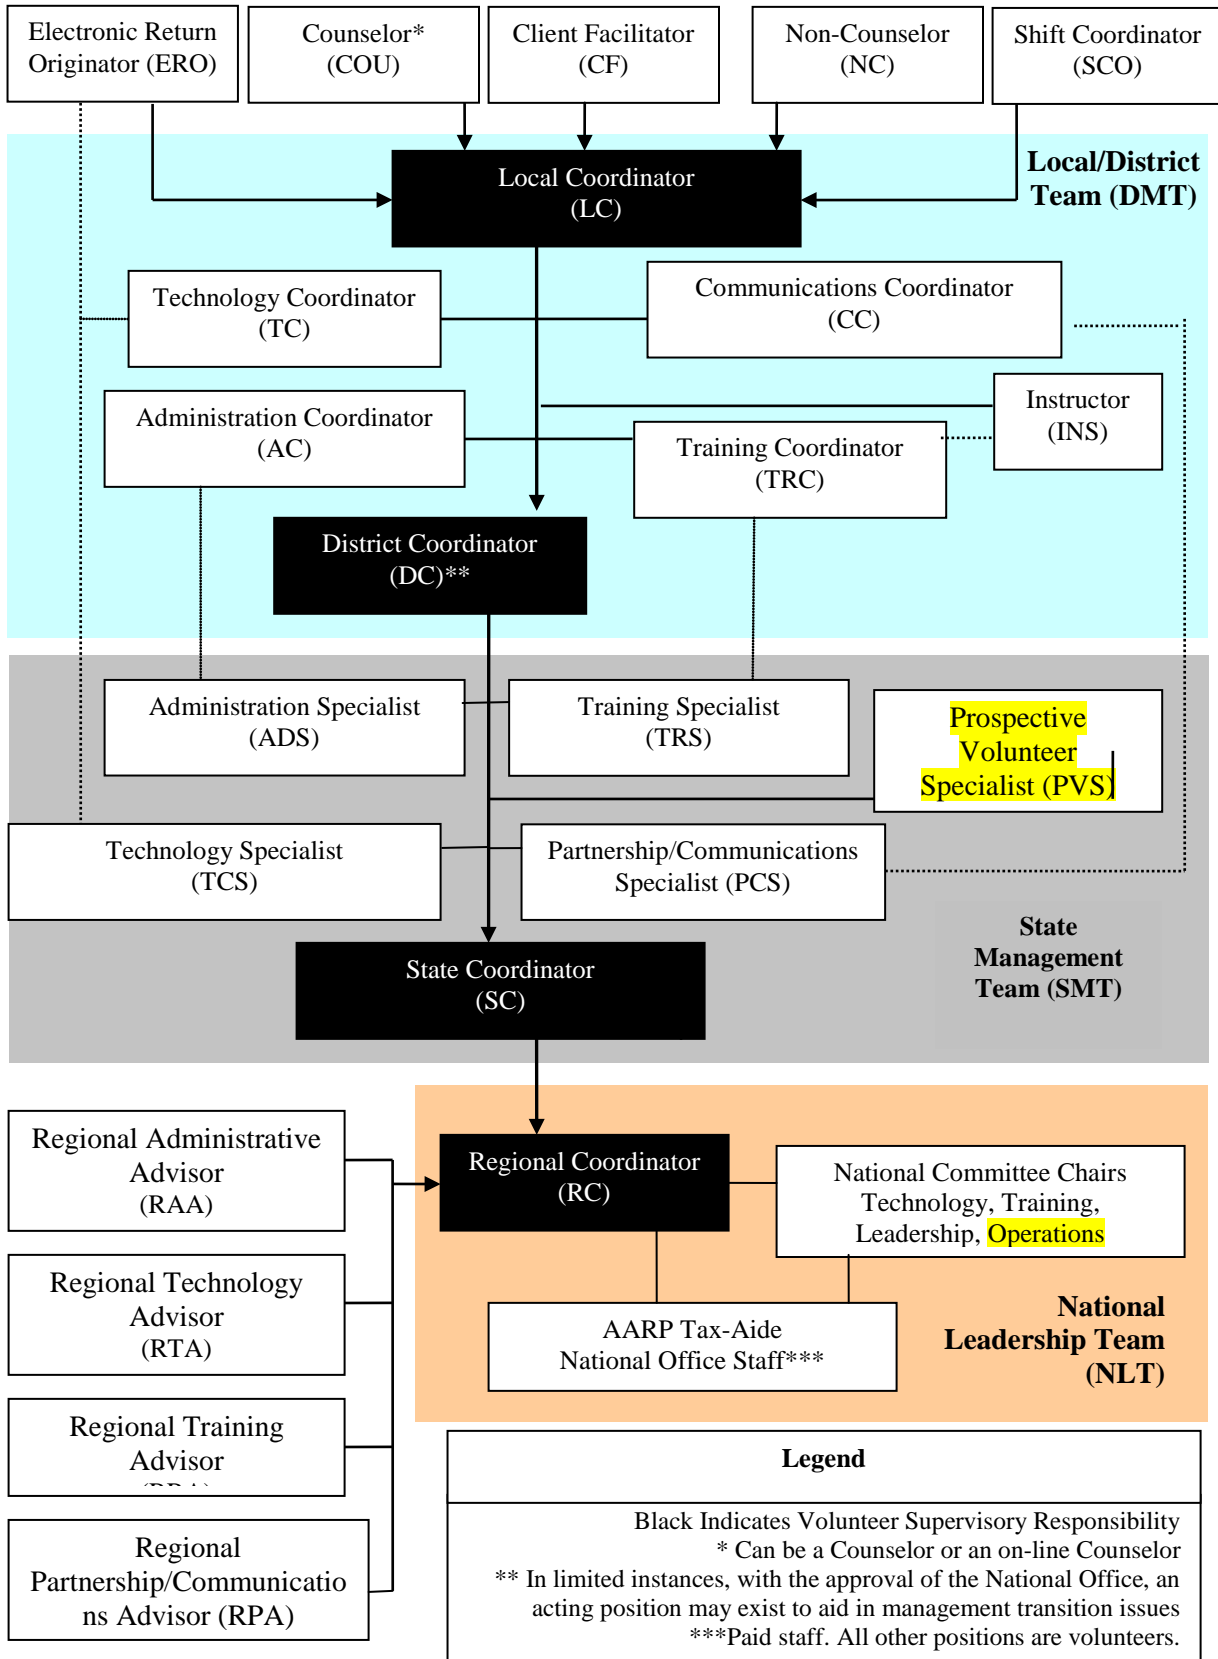 Electronic Return
Originator (ERO)
Counselor*
(COU)
Client Facilitator
(CF)
Non-Counselor
(NC)
Shift Coordinator
(SCO)
Local/District
Team (DMT)
Local Coordinator
(LC)
Technology Coordinator
(TC)
Communications Coordinator
(CC)
Administration Coordinator
(AC)
Training Coordinator
(TRC)
Instructor
(INS)
District Coordinator
(DC)**
Administration Specialist
(ADS)
Training Specialist
(TRS)
Prospective
Volunteer
Specialist (PVS)
Technology Specialist
(TCS)
Partnership/Communications
Specialist (PCS)
State
Management
Team (SMT)
State Coordinator
(SC)
Regional Administrative
Advisor
(RAA)
Regional Coordinator
(RC)
National Committee Chairs
Technology, Training,
Leadership, Operations
Regional Technology
Advisor
(RTA)
AARP Tax-Aide
National Office Staff***
National
Leadership Team
(NLT)
Regional Training
Advisor
Regional
Partnership/Communicatio
ns Advisor (RPA)
Legend
Black Indicates Volunteer Supervisory Responsibility
* Can be a Counselor or an on-line Counselor
** In limited instances, with the approval of the National Office, an
acting position may exist to aid in management transition issues
***Paid staff. All other positions are volunteers.